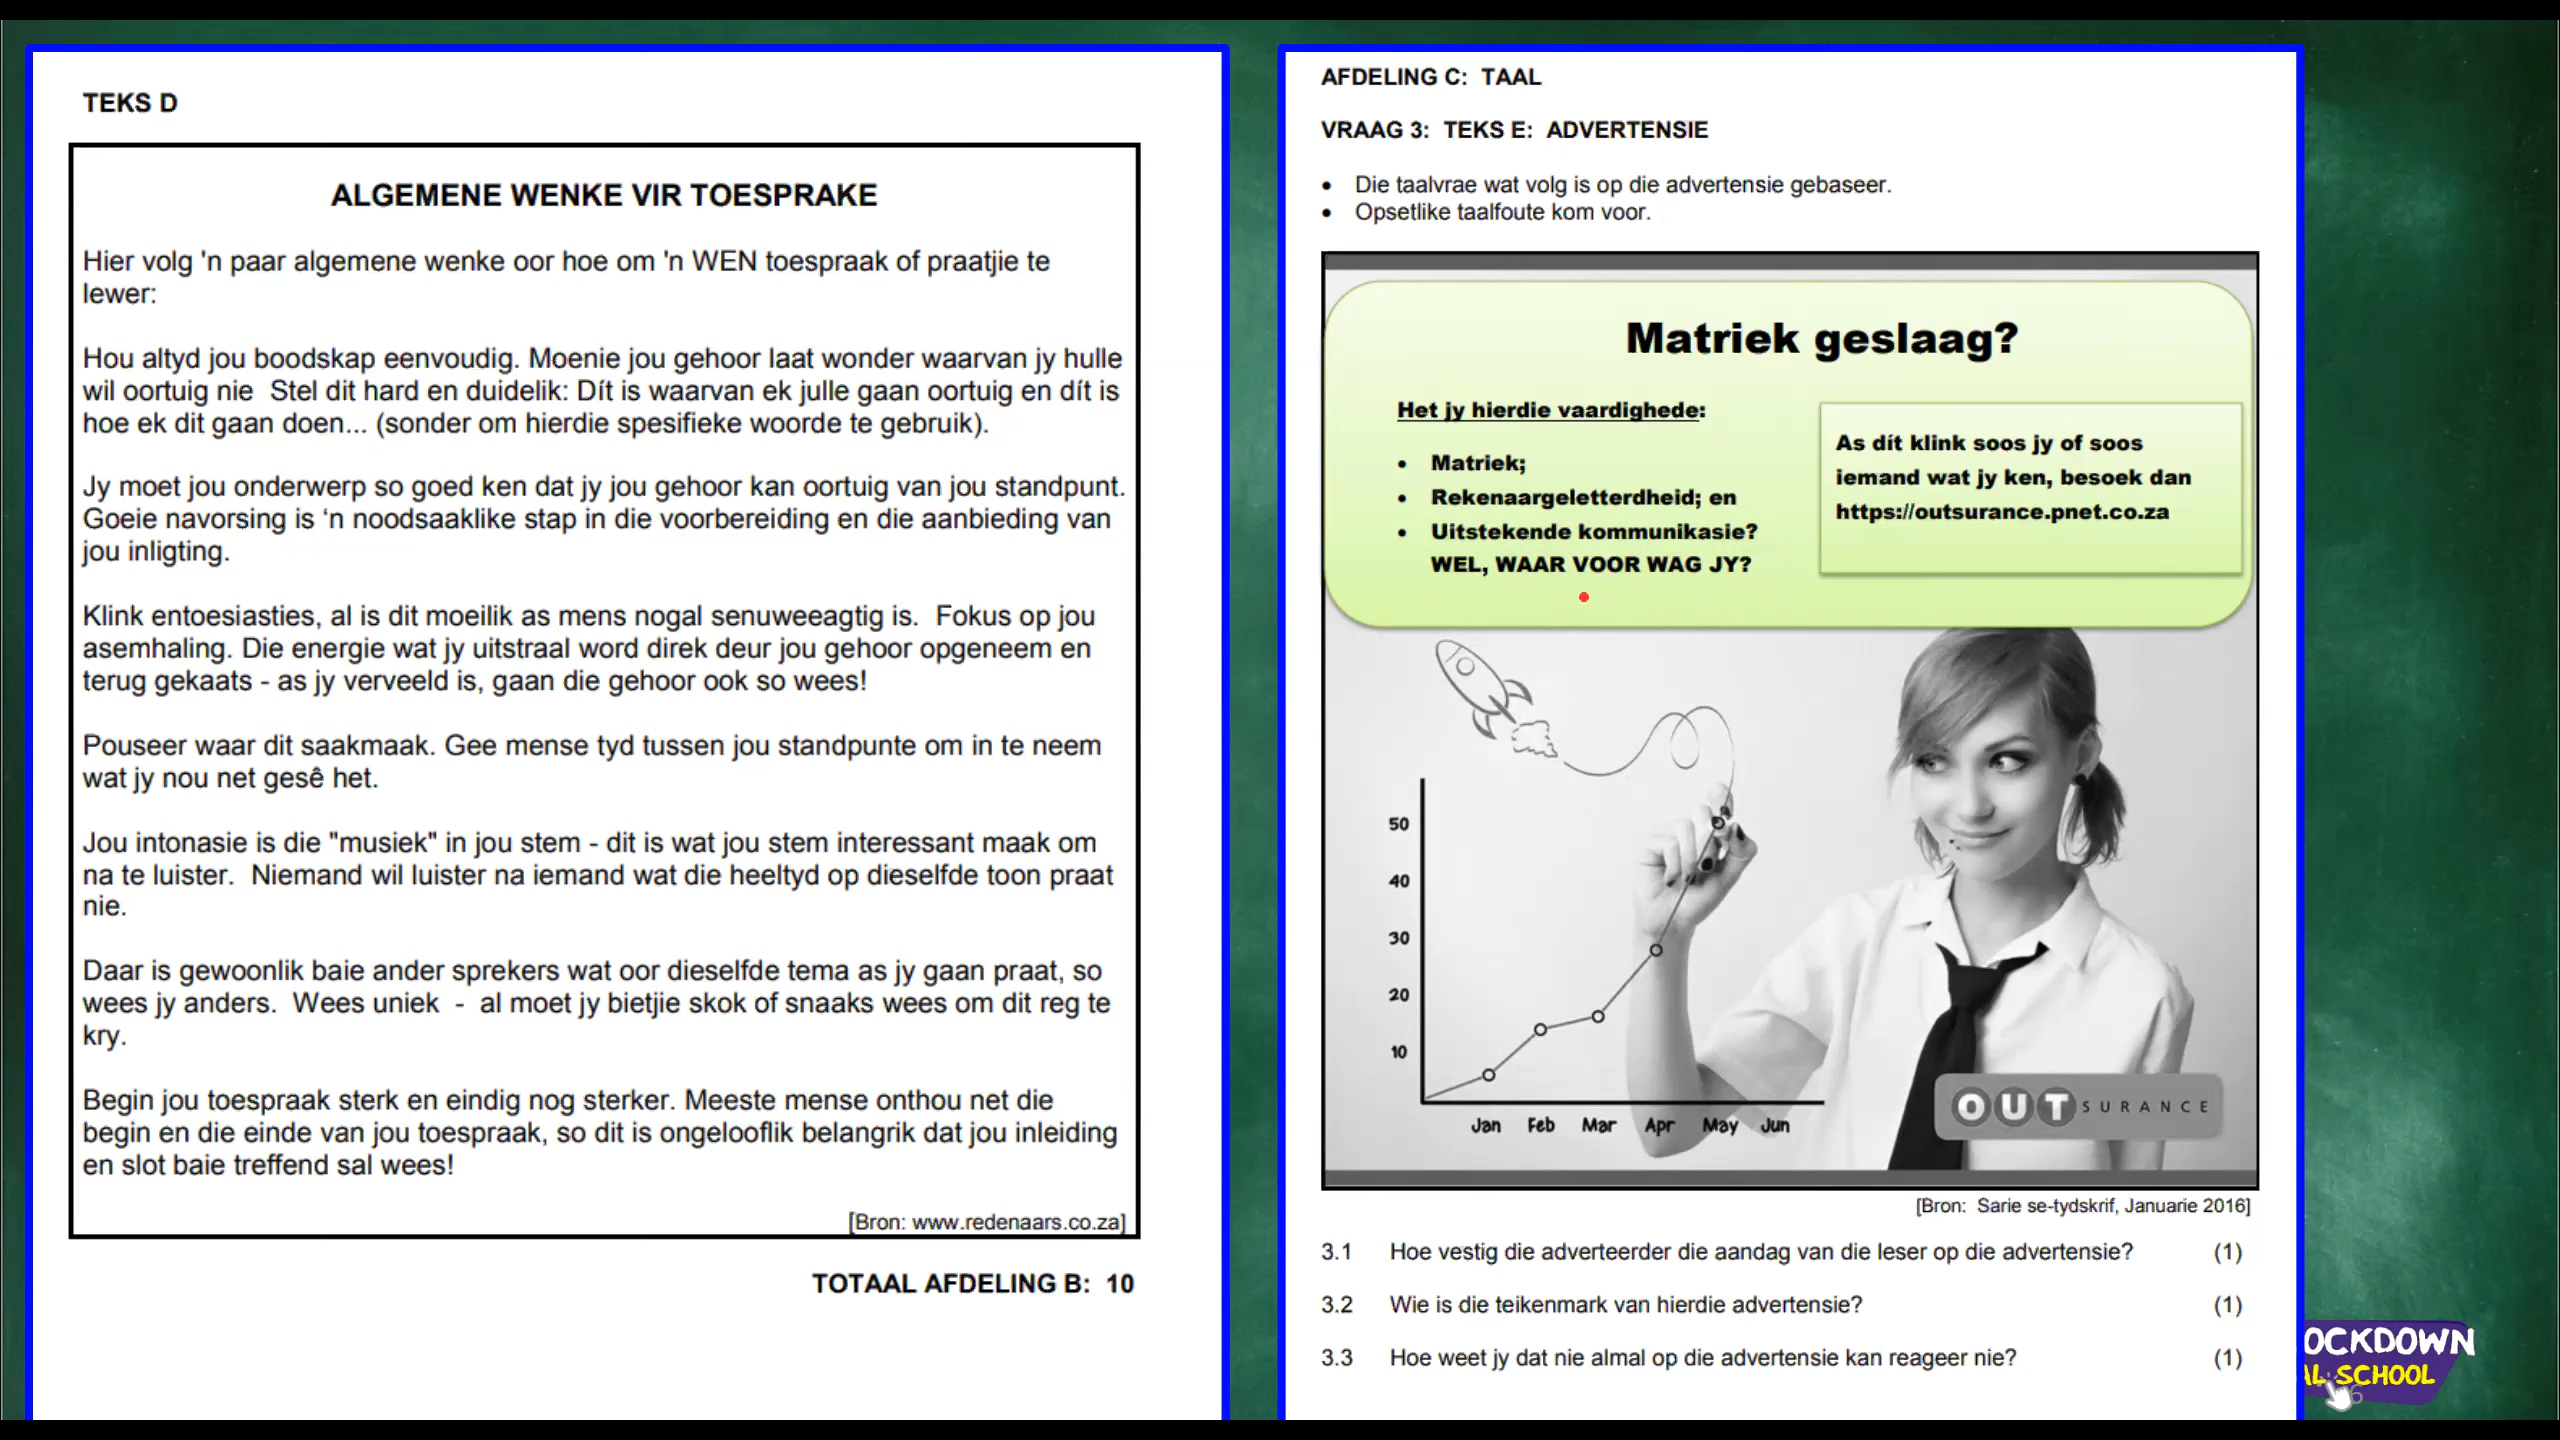 TEKS D
ALGEMENE WENKE VIR TOESPRAKE
Hier volg 'n paar algemene wenke oor hoe om 'n WEN toespraak of praatjie te
lewer:
Hou altyd jou boodskap eenvoudig. Moenie jou gehoor laat wonder waarvan jy hulle
wil oortuig nie  Stel dit hard en duidelik: Dít is waarvan ek julle gaan oortuig en dít is
hoe ek dit gaan doen... (sonder om hierdie spesifieke woorde te gebruik).
Jy moet jou onderwerp so goed ken dat jy jou gehoor kan oortuig van jou standpunt.
Goeie navorsing is ‘n noodsaaklike stap in die voorbereiding en die aanbieding van
jou inligting.
Klink entoesiasties, al is dit moeilik as mens nogal senuweeagtig is.  Fokus op jou
asemhaling. Die energie wat jy uitstraal word direk deur jou gehoor opgeneem en
terug gekaats - as jy verveeld is, gaan die gehoor ook so wees!
Pouseer waar dit saakmaak. Gee mense tyd tussen jou standpunte om in te neem
wat jy nou net gesê het.
Jou intonasie is die "musiek" in jou stem - dit is wat jou stem interessant maak om
na te luister.  Niemand wil luister na iemand wat die heeltyd op dieselfde toon praat
nie.
Daar is gewoonlik baie ander sprekers wat oor dieselfde tema as jy gaan praat, so
wees jy anders.  Wees uniek  -  al moet jy bietjie skok of snaaks wees om dit reg te
kry.
Begin jou toespraak sterk en eindig nog sterker. Meeste mense onthou net die
begin en die einde van jou toespraak, so dit is ongelooflik belangrik dat jou inleiding
en slot baie treffend sal wees!
[Bron: www.redenaars.co.za]
TOTAAL AFDELING B:  10
AFDELING C:  TAAL
VRAAG 3:  TEKS E:  ADVERTENSIE
• Die taalvrae wat volg is op die advertensie gebaseer.
• Opsetlike taalfoute kom voor.
Matriek geslaag?
Het jy hierdie vaardighede:
• Matriek;
• Rekenaargeletterdheid; en
• Uitstekende kommunikasie?
WEL, WAAR VOOR WAG JY?
As dít klink soos jy of soos
iemand wat jy ken, besoek dan
https://outsurance.pnet.co.za
50
40
30
20
10
Jan Feb Mar Apr May Jun
OUTSURANCE
[Bron:  Sarie se-tydskrif, Januarie 2016]
3.1 Hoe vestig die adverteerder die aandag van die leser op die advertensie? (1)
3.2 Wie is die teikenmark van hierdie advertensie? (1)
3.3 Hoe weet jy dat nie almal op die advertensie kan reageer nie? (1)
OCKDOWN
AL SCHOOL